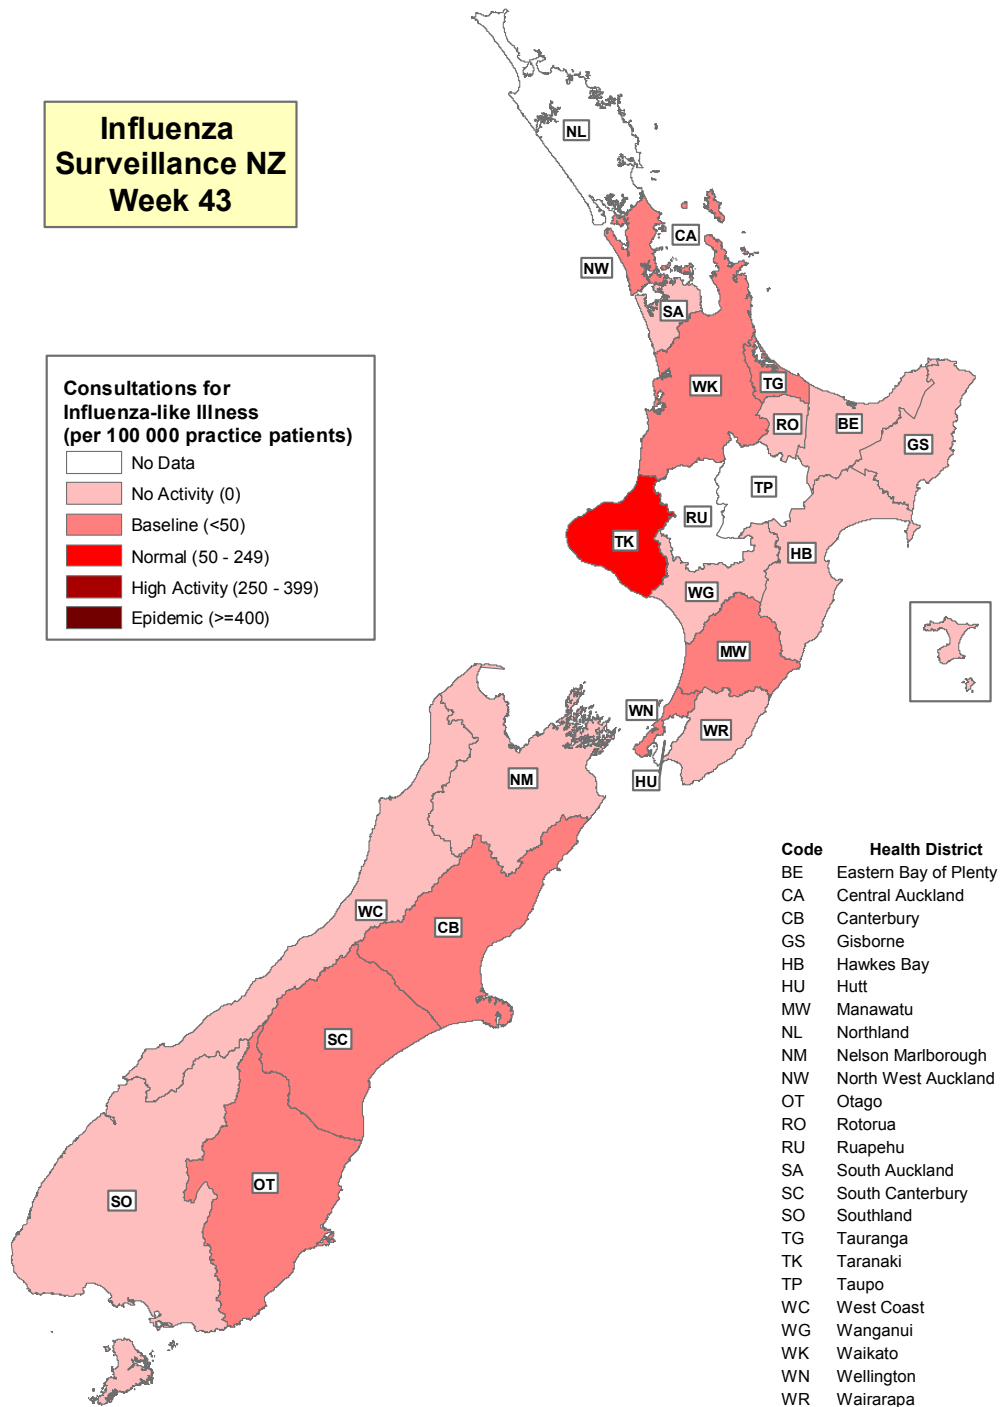 Influenza
Surveillance NZ
Week 43
NL
CA
NW
SA
Consultations for
Influenza-like Illness
(per 100 000 practice patients)
No Data
No Activity (0)
Baseline (<50)
Normal (50 - 249)
High Activity (250 - 399)
Epidemic (>=400)
WK
TG
RO
BE
GS
TP
RU
TK
HB
WG
MW
WN
WR
HU
NM
WC
CB
SC
OT
SO
Code Health District
BE Eastern Bay of Plenty
CA Central Auckland
CB Canterbury
GS Gisborne
HB Hawkes Bay
HU Hutt
MW Manawatu
NL Northland
NM Nelson Marlborough
NW North West Auckland
OT Otago
RO Rotorua
RU Ruapehu
SA South Auckland
SC South Canterbury
SO Southland
TG Tauranga
TK Taranaki
TP Taupo
WC West Coast
WG Wanganui
WK Waikato
WN Wellington
WR Wairarapa